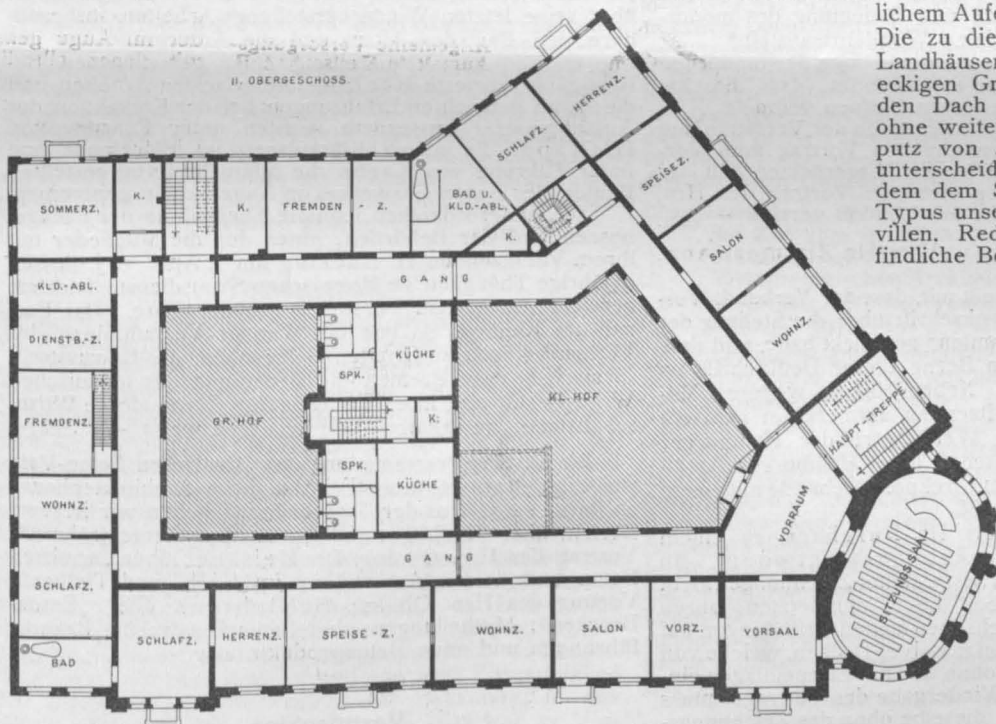 II. OBERGESCHOSS
lichem Aufe
Die zu die
Landhäuser
eckigen Gr
den Dach
ohne weite
putz von
unterscheid
dem dem
Typus unse
villen. Rec
findliche Be
HERRENZ.
SCHLAFZ.
SPEISEZ.
SALON
WOHNZ.
SOMMERZ.
K.
K.
FREMDEN - Z.
BAD U.
KLD.-ABL.
K.
KLD.-ABL.
GANG
DIENSTB.-Z.
KÜCHE
SPK.
FREMDENZ.
GR. HOF
K.
KL. HOF
HAUPT-TREPPE
SPK.
KÜCHE
WOHNZ.
VORRAUM
GANG
SITZUNGSSAAL
SCHLAFZ.
SCHLAFZ.
HERRENZ.
SPEISE-Z.
WOHNZ.
SALON
VORZ.
VORSAAL
BAD